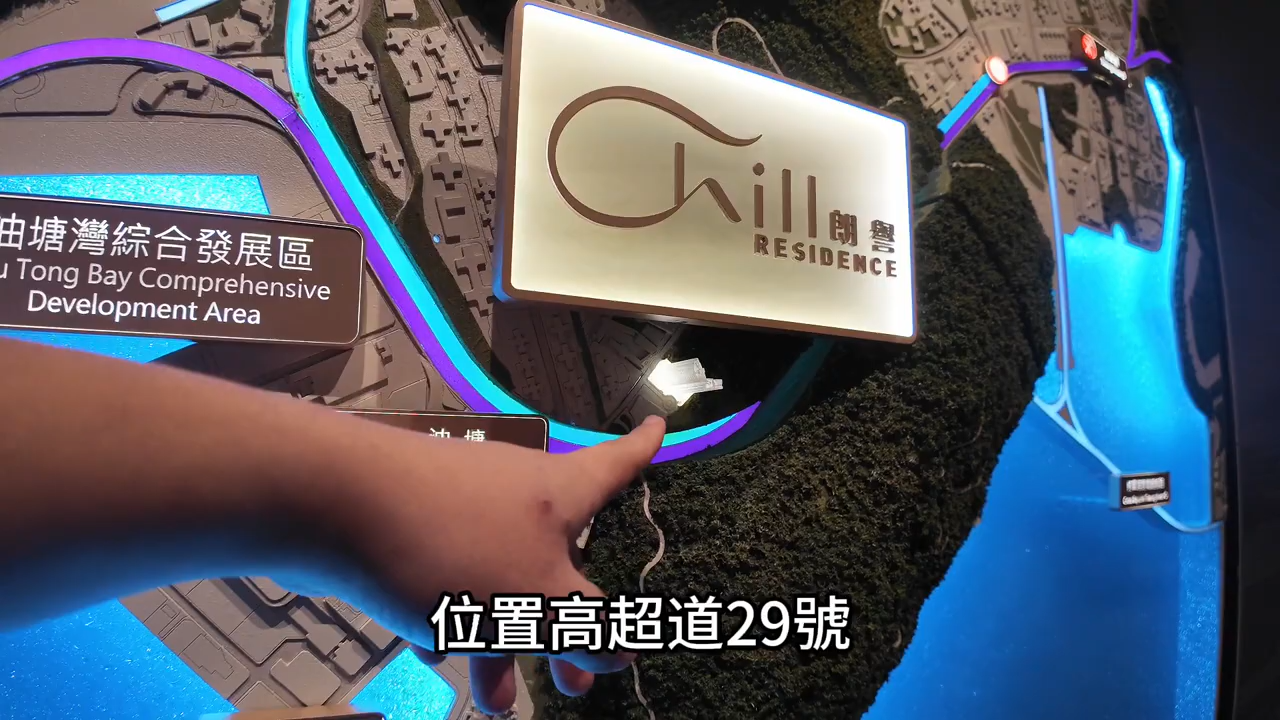 Chill 朗譽
RESIDENCE
油塘灣綜合發展區
u Tong Bay Comprehensive
Development Area
油塘
位置高超道29號